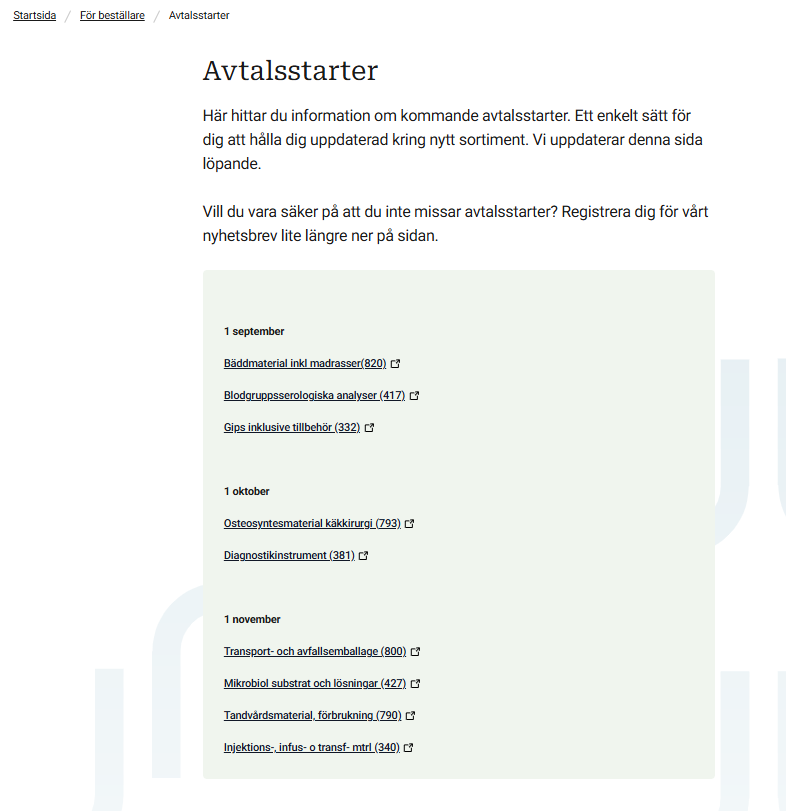 Startsida / För beställare / Avtalsstarter
Avtalsstarter
Här hittar du information om kommande avtalsstarter. Ett enkelt sätt för
dig att hålla dig uppdaterad kring nytt sortiment. Vi uppdaterar denna sida
löpande.
Vill du vara säker på att du inte missar avtalsstarter? Registrera dig för vårt
nyhetsbrev lite längre ner på sidan.
1 september
Bäddmaterial inkl madrasser(820)
Blodgruppsserologiska analyser (417)
Gips inklusive tillbehör (332)
1 oktober
Osteosyntesmaterial käkkirurgi (793)
Diagnostikinstrument (381)
1 november
Transport- och avfallsemballage (800)
Mikrobiol substrat och lösningar (427)
Tandvårdsmaterial, förbrukning (790)
Injektions-, infus- o transf- mtrl (340)